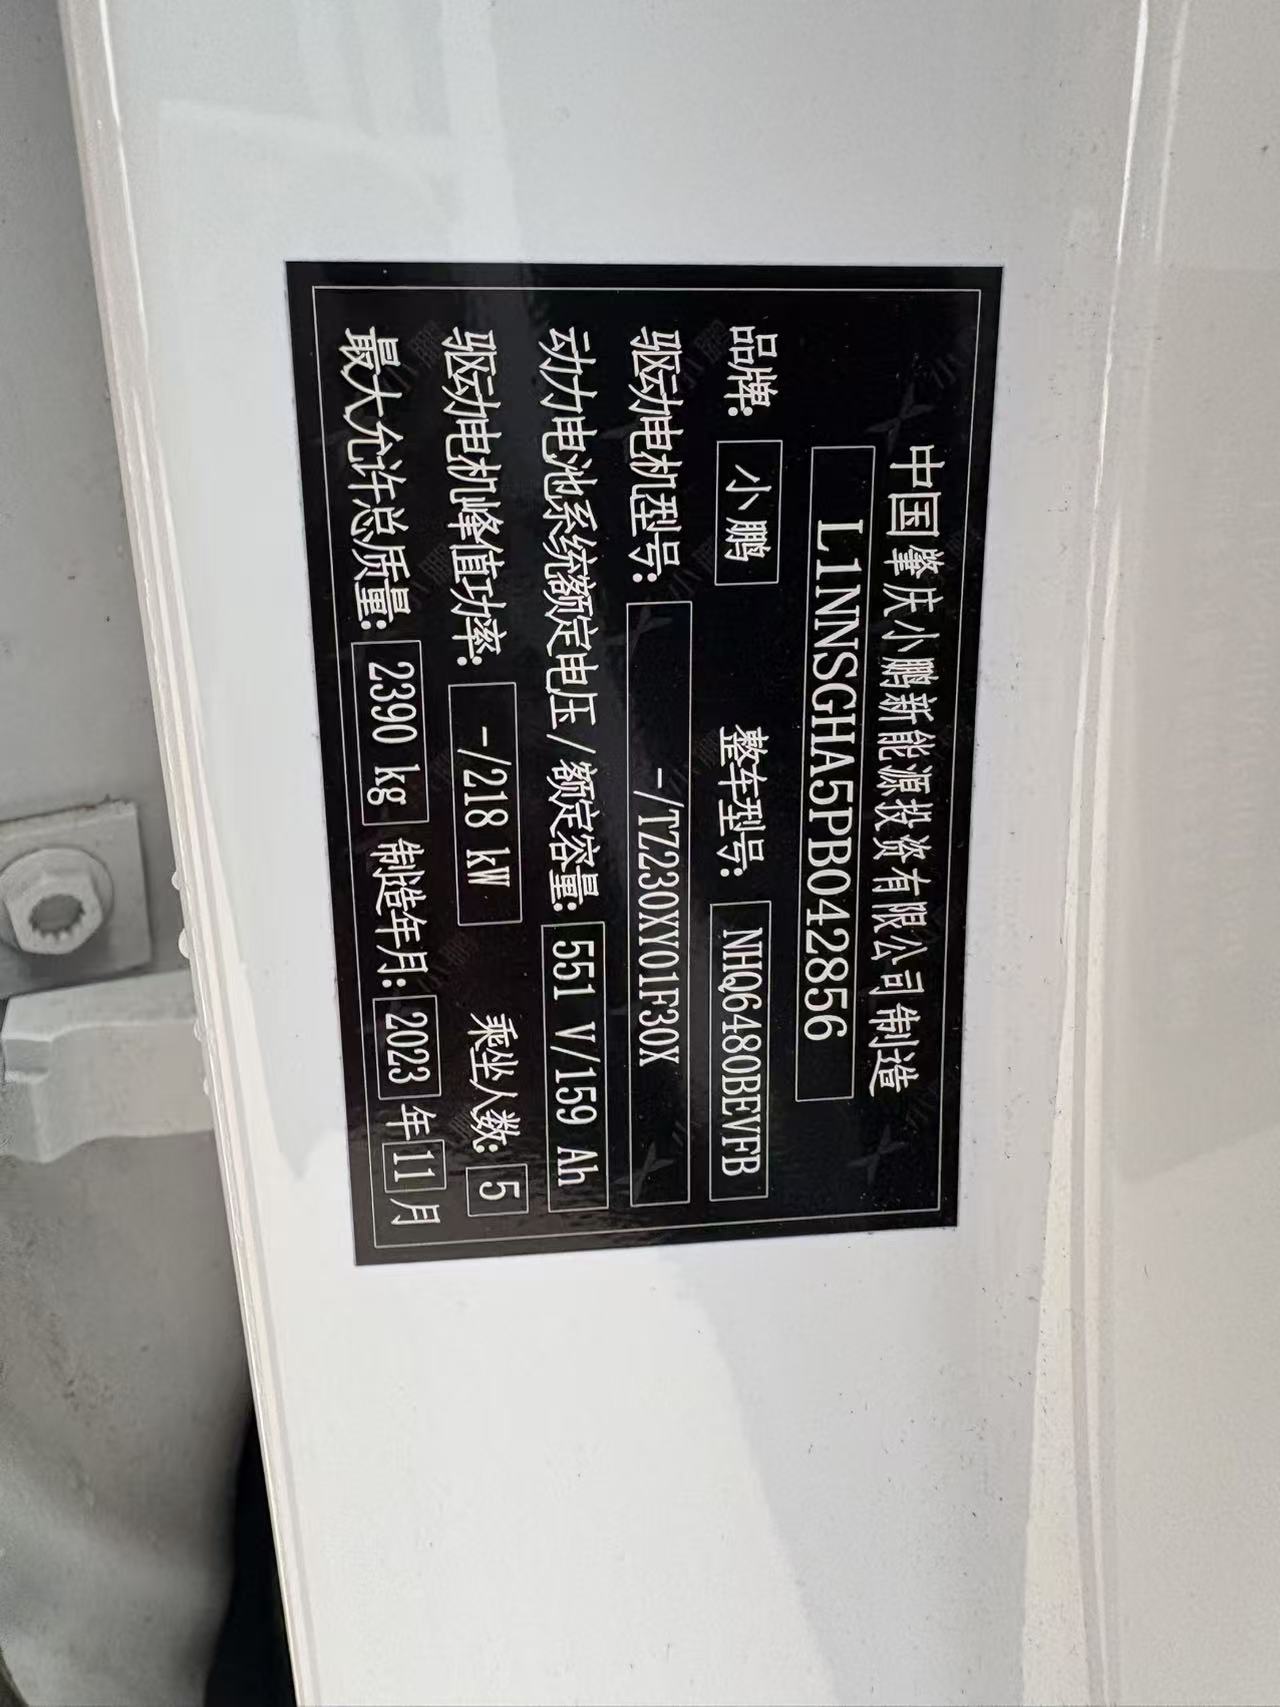 中国肇庆小鹏新能源投资有限公司制造
L1NNSGHA5PB042856
品牌: 小鹏 整车型号: NHQ6480BEVFB
驱动电机型号: -/TZ230XY01F30X
动力电池系统额定电压/额定容量: 551 V/159 Ah
驱动电机峰值功率: -/218 kW 乘坐人数: 5
最大允许总质量: 2390 kg 制造年月: 2023 年 11 月